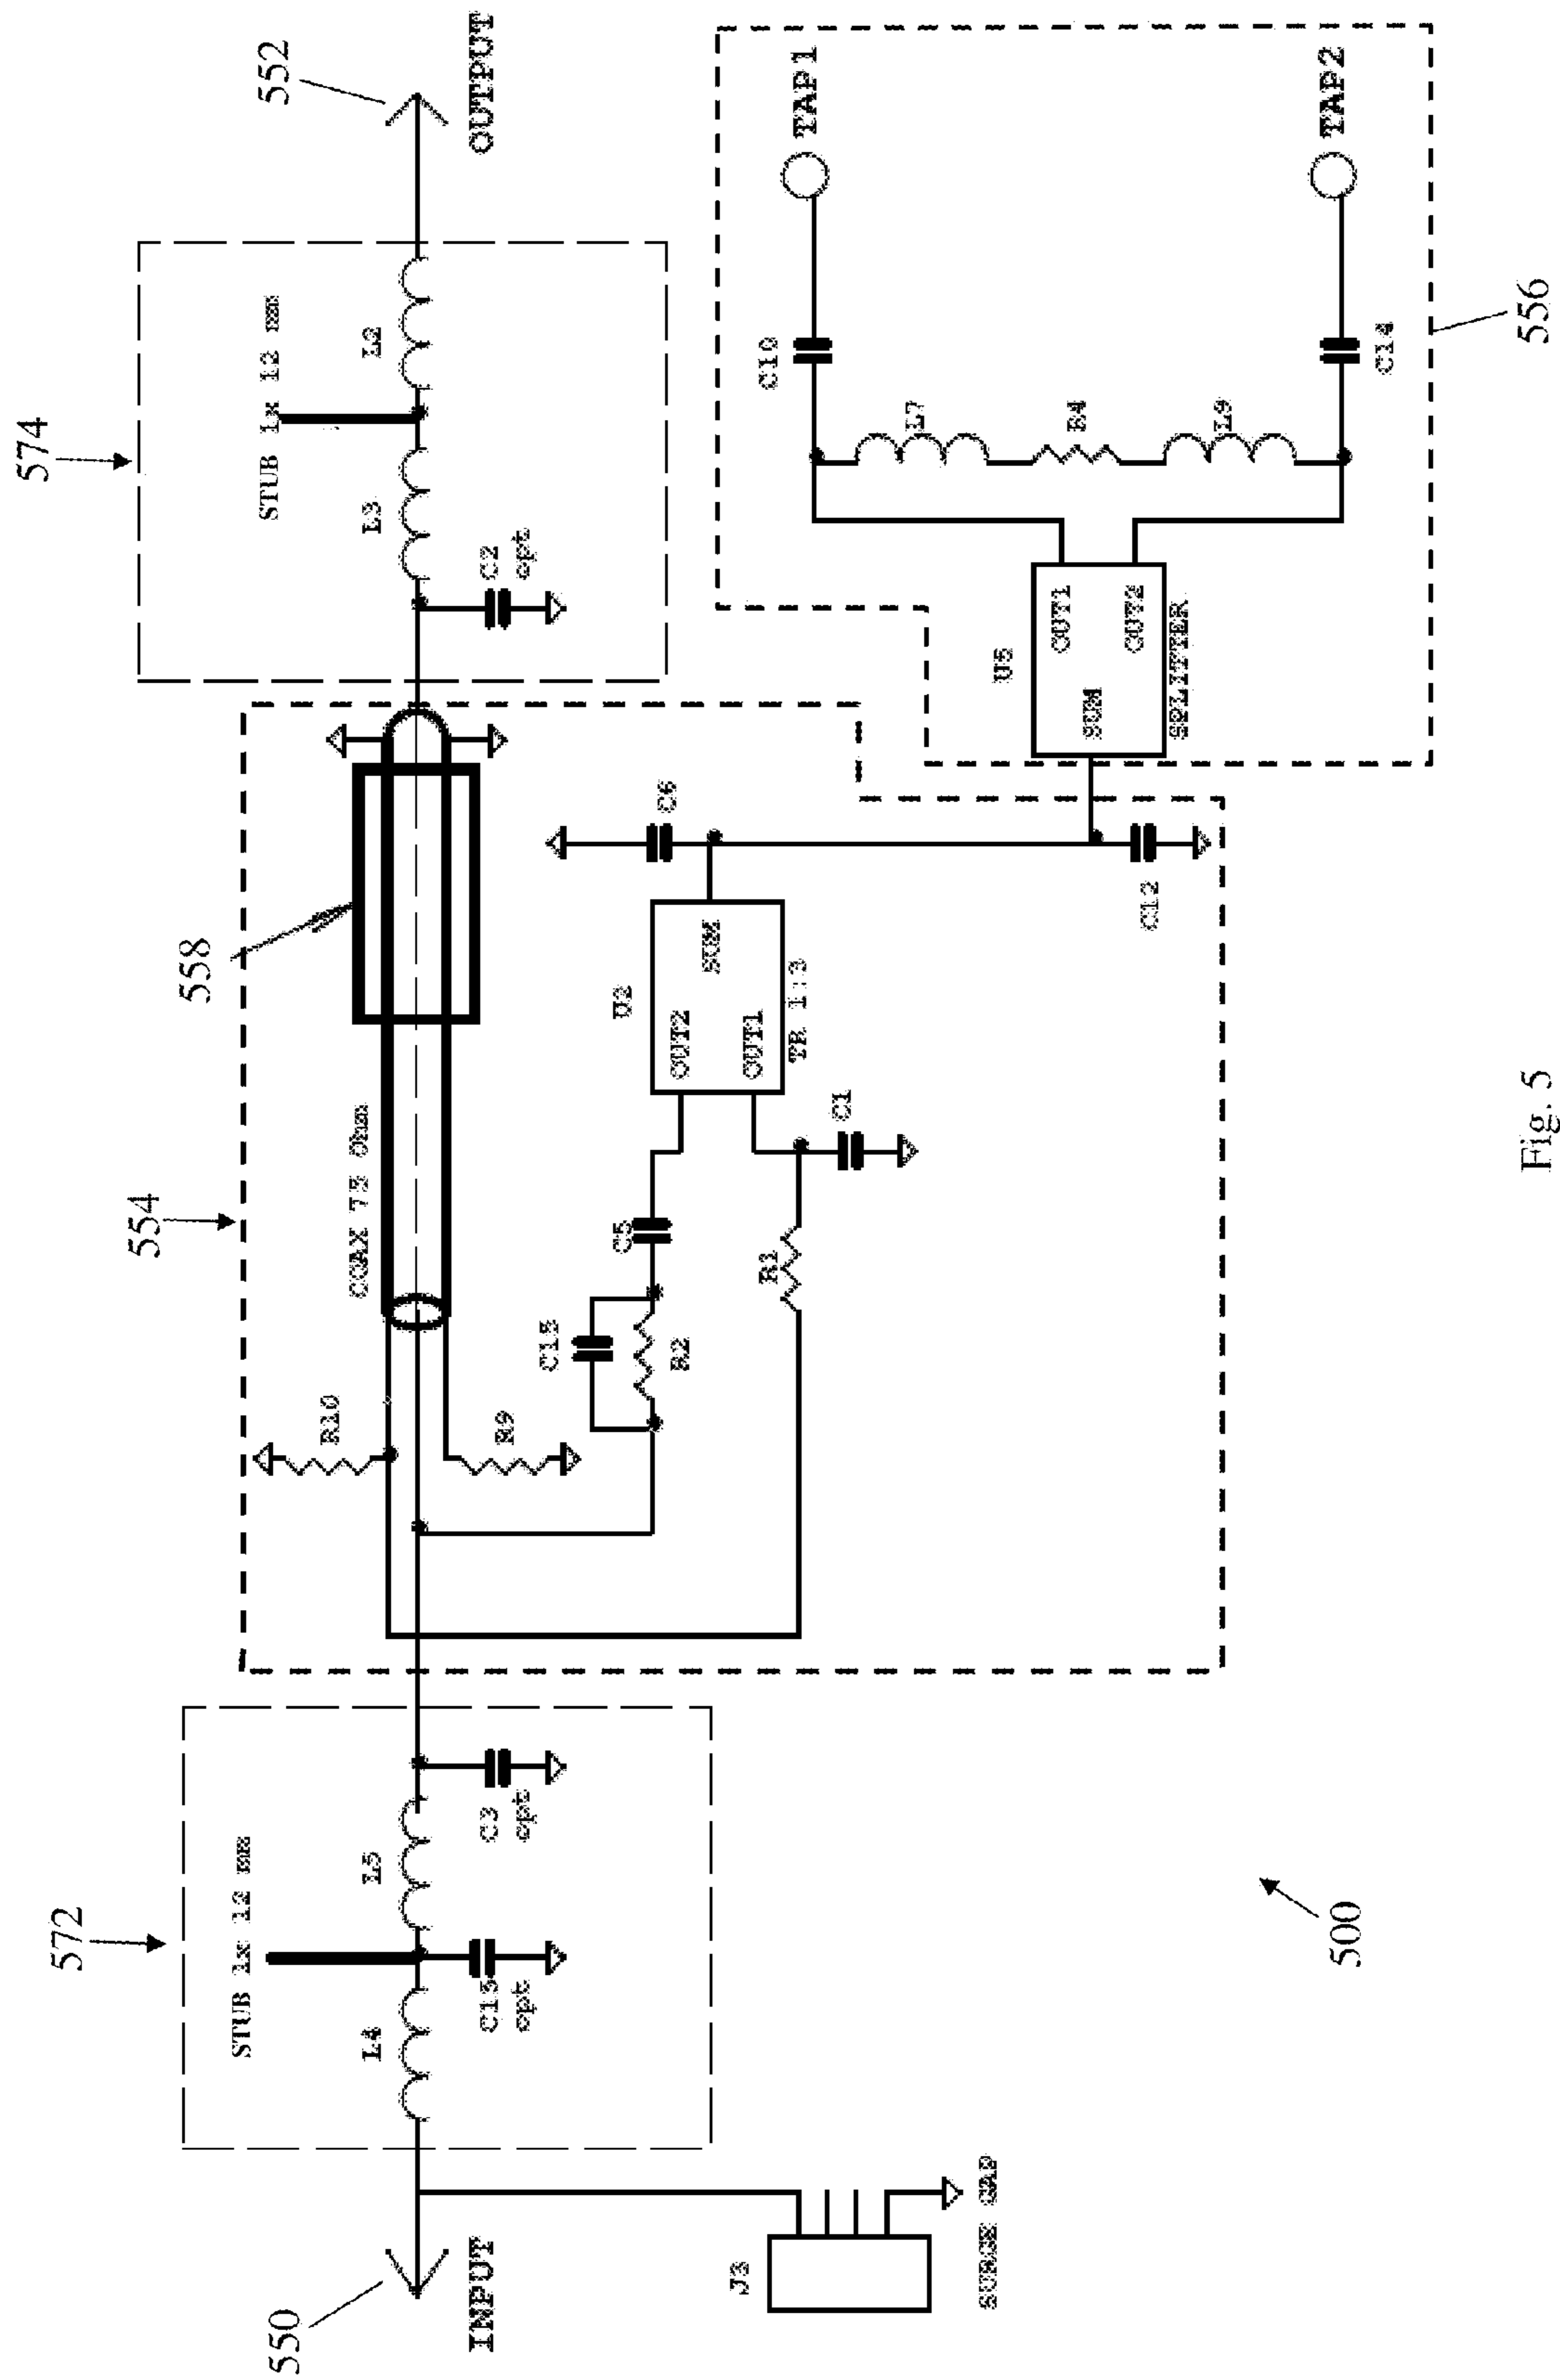 572
554
558
574
552
STUB 1x 12 mm
STUB 1x 12 mm
L4
L5
COAX 75 Ohm
L3
L2
550
INPUT
OUTPUT
C13
opt
C3
opt
R10
R9
C2
opt
C15
R2
C5
U2
OUT2
SUM
OUT1
TR 1:3
C6
R1
C1
J3
SURGE GAP
C12
U5
SUM
OUT1
OUT2
SPLITTER
C10
TAP1
L7
R4
L9
C14
TAP2
500
556
Fig. 5